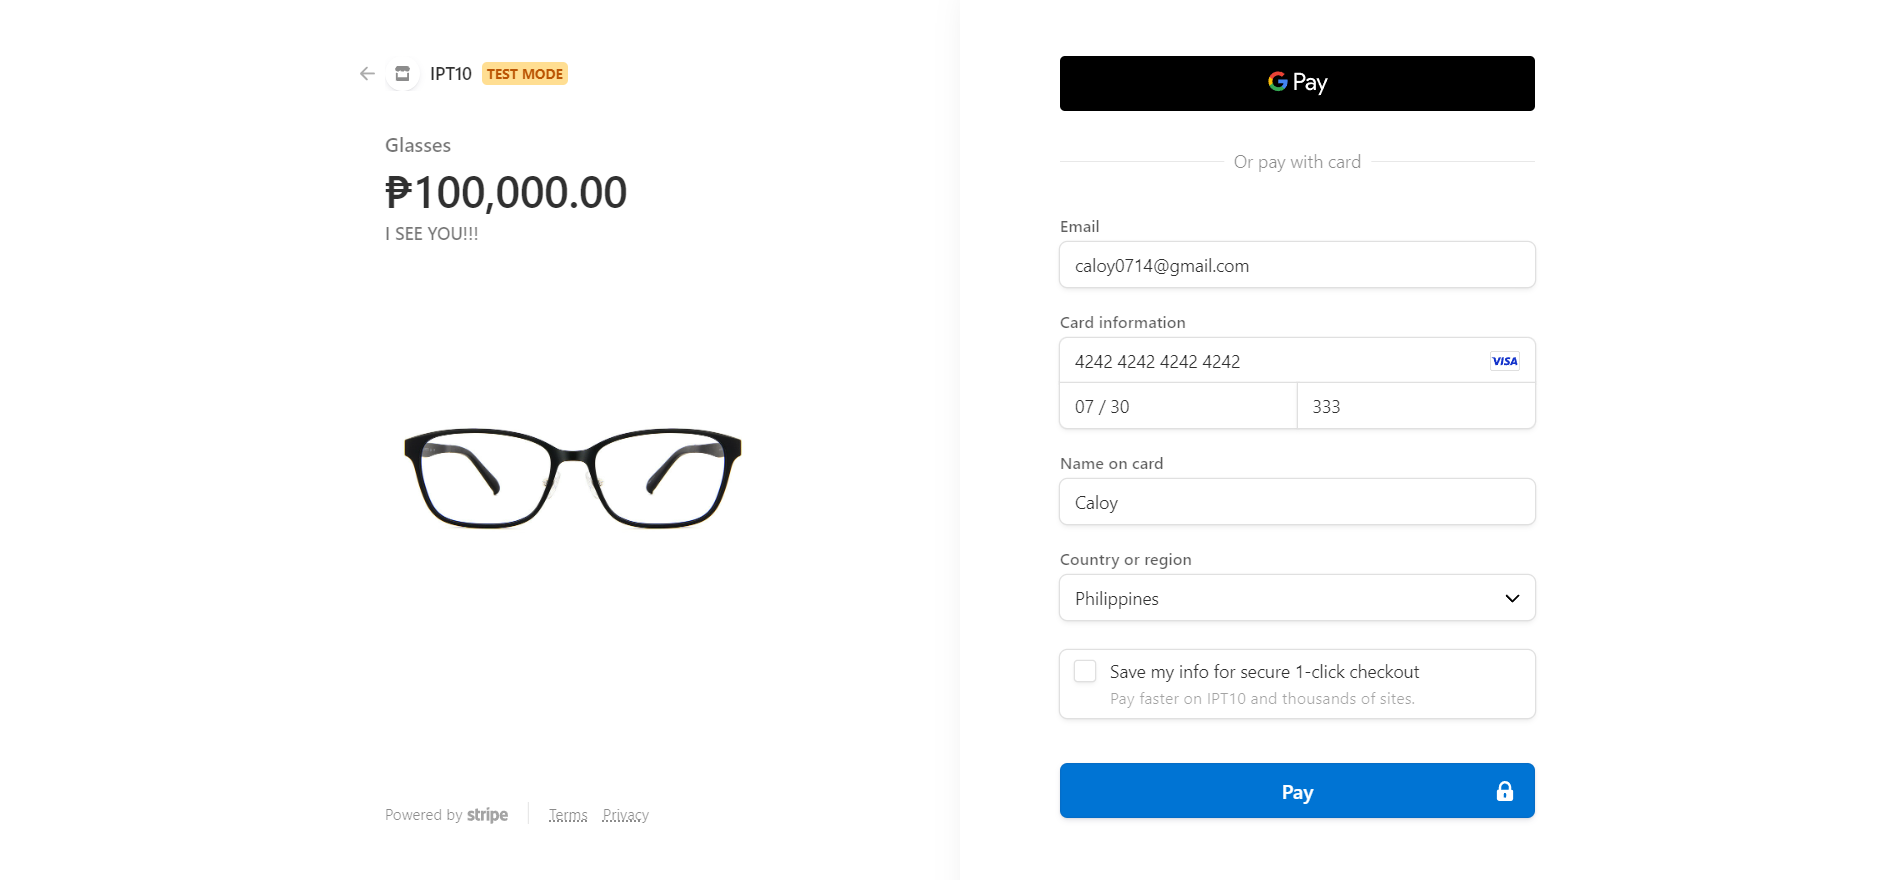 IPT10 TEST MODE
Glasses
₱100,000.00
I SEE YOU!!!
Powered by stripe
Terms Privacy
G Pay
Or pay with card
Email
caloy0714@gmail.com
Card information
4242 4242 4242 4242 VISA
07 / 30 333
Name on card
Caloy
Country or region
Philippines
Save my info for secure 1-click checkout
Pay faster on IPT10 and thousands of sites.
Pay